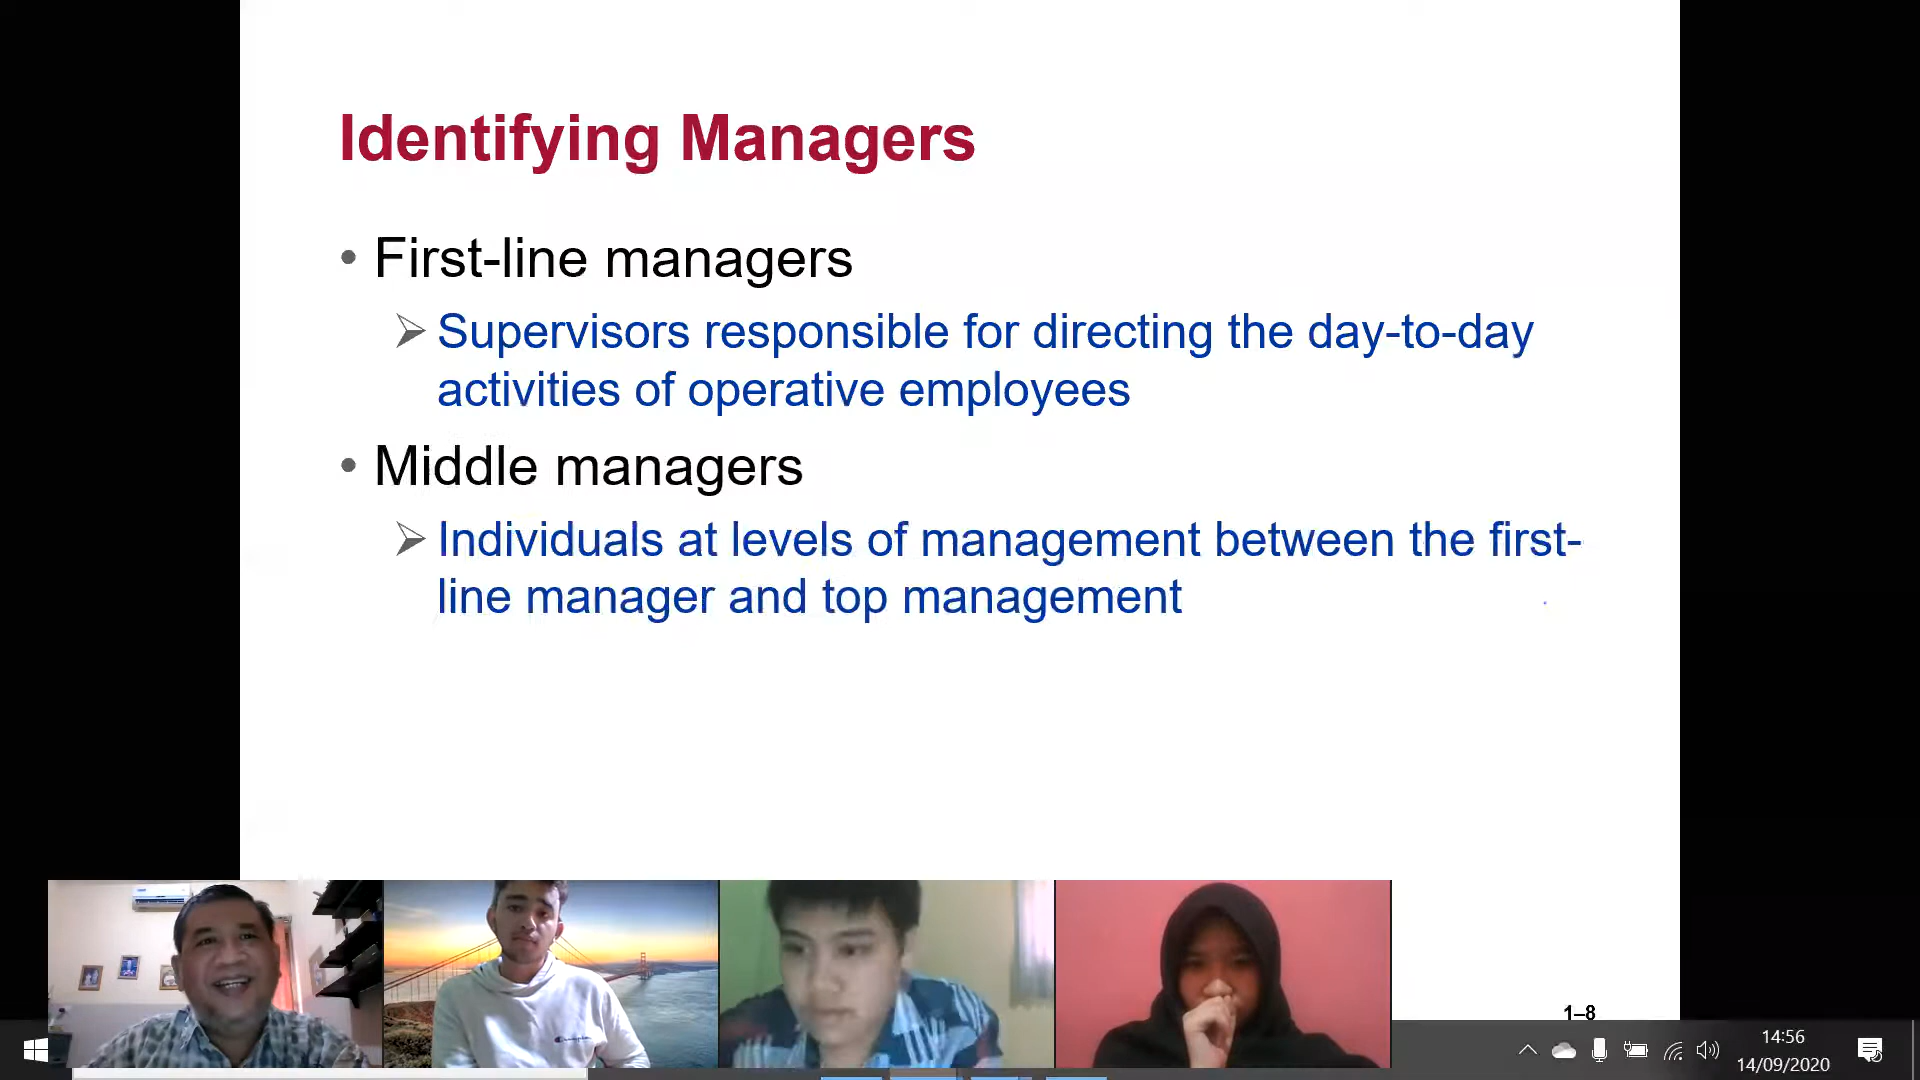 Identifying Managers
• First-line managers
➢ Supervisors responsible for directing the day-to-day
activities of operative employees
• Middle managers
➢ Individuals at levels of management between the first-
line manager and top management
1–8
14:56
14/09/2020